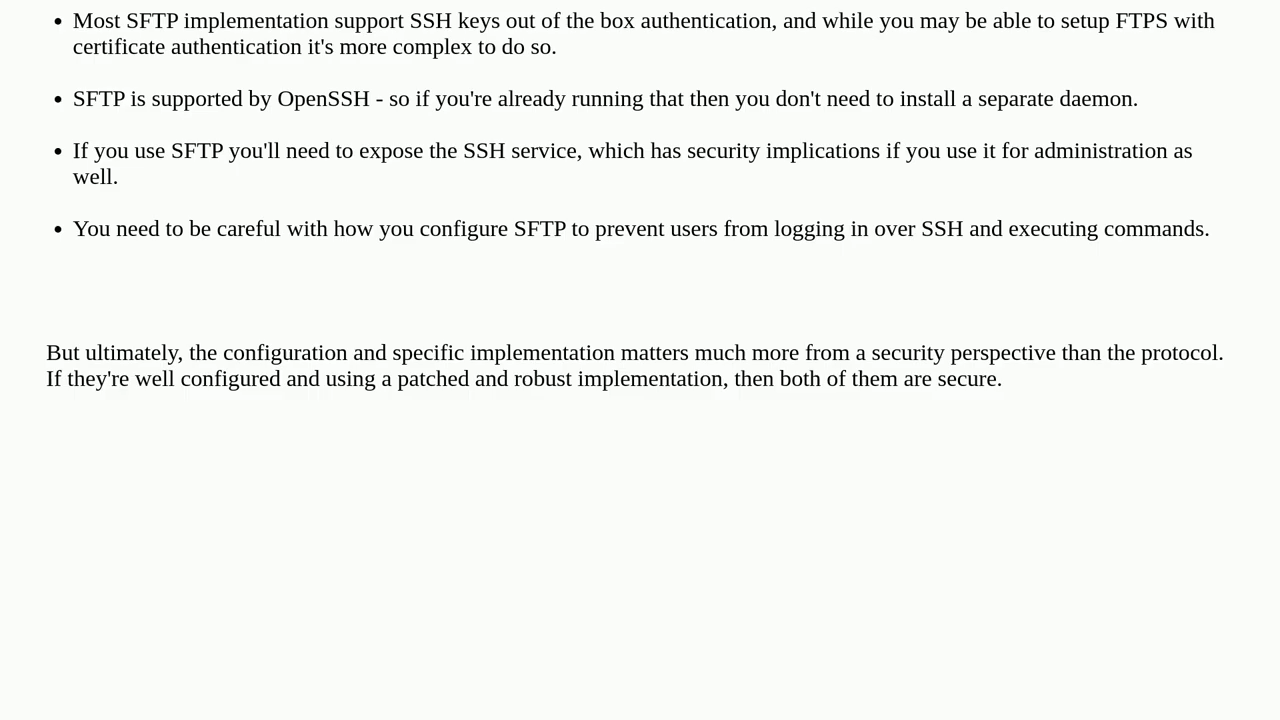 • Most SFTP implementation support SSH keys out of the box authentication, and while you may be able to setup FTPS with
certificate authentication it's more complex to do so.
• SFTP is supported by OpenSSH - so if you're already running that then you don't need to install a separate daemon.
• If you use SFTP you'll need to expose the SSH service, which has security implications if you use it for administration as
well.
• You need to be careful with how you configure SFTP to prevent users from logging in over SSH and executing commands.
But ultimately, the configuration and specific implementation matters much more from a security perspective than the protocol.
If they're well configured and using a patched and robust implementation, then both of them are secure.